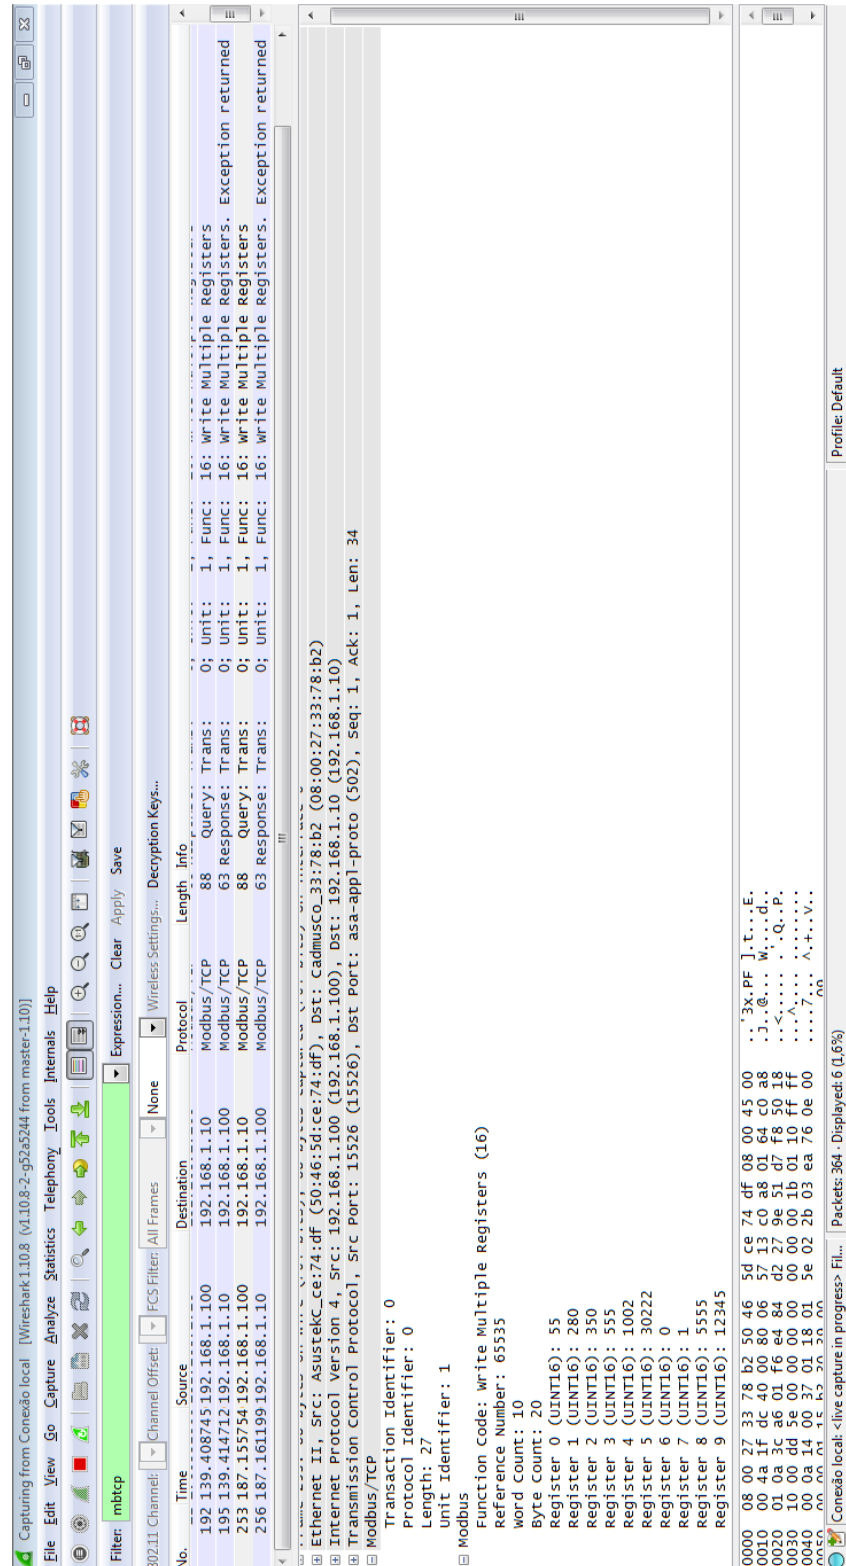 Capturing from Conexão local [Wireshark 1.10.8 (v1.10.8-2-g52a5244 from master-1.10)]
File Edit View Go Capture Analyze Statistics Telephony Tools Internals Help
Filter: mbtcp Expression... Clear Apply Save
802.11 Channel: Channel Offset: FCS Filter: All Frames None Wireless Settings... Decryption Keys...
No. Time Source Destination Protocol Length Info
192 139.408745 192.168.1.100 192.168.1.10 Modbus/TCP 88 Query: Trans: 0; Unit: 1, Func: 16: Write Multiple Registers
195 139.414712 192.168.1.10 192.168.1.100 Modbus/TCP 63 Response: Trans: 0; Unit: 1, Func: 16: Write Multiple Registers. Exception returned
253 187.155754 192.168.1.100 192.168.1.10 Modbus/TCP 88 Query: Trans: 0; Unit: 1, Func: 16: Write Multiple Registers
256 187.161199 192.168.1.10 192.168.1.100 Modbus/TCP 63 Response: Trans: 0; Unit: 1, Func: 16: Write Multiple Registers. Exception returned
Ethernet II, Src: AsustekC_ce:74:df (50:46:5d:ce:74:df), Dst: CadmusCo_33:78:b2 (08:00:27:33:78:b2)
Internet Protocol Version 4, Src: 192.168.1.100 (192.168.1.100), Dst: 192.168.1.10 (192.168.1.10)
Transmission Control Protocol, Src Port: 15526 (15526), Dst Port: asa-appl-proto (502), Seq: 1, Ack: 1, Len: 34
Modbus/TCP
Transaction Identifier: 0
Protocol Identifier: 0
Length: 27
Unit Identifier: 1
Modbus
Function Code: Write Multiple Registers (16)
Reference Number: 65535
Word Count: 10
Byte Count: 20
Register 0 (UINT16): 55
Register 1 (UINT16): 280
Register 2 (UINT16): 350
Register 3 (UINT16): 555
Register 4 (UINT16): 1002
Register 5 (UINT16): 30222
Register 6 (UINT16): 0
Register 7 (UINT16): 1
Register 8 (UINT16): 5555
Register 9 (UINT16): 12345
0000 08 00 27 33 78 b2 50 46 5d ce 74 df 08 00 45 00 ..'3x.PF ].t...E.
0010 00 4a 1f dc 40 00 80 06 57 13 c0 a8 01 64 c0 a8 .J..@... W....d..
0020 01 0a 3c a6 01 f6 e4 84 d2 27 9e 51 d7 f8 50 18 ..<..... .'.Q..P.
0030 10 00 dd 5e 00 00 00 00 00 1b 01 10 ff ff ...^.... ......
0040 00 0a 14 00 37 01 18 01 5e 02 2b 03 ea 76 0e 00 ....7... ^.+..v..
Conexão local: <live capture in progress> Fil... Packets: 364 · Displayed: 6 (1,6%) Profile: Default